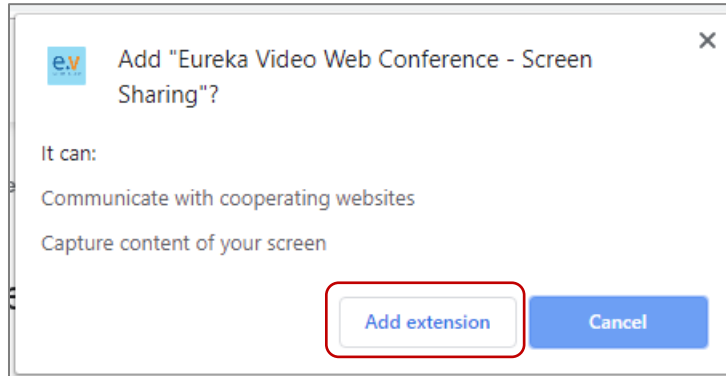 e.v
Add "Eureka Video Web Conference - Screen
Sharing"?
It can:
Communicate with cooperating websites
Capture content of your screen
Add extension
Cancel